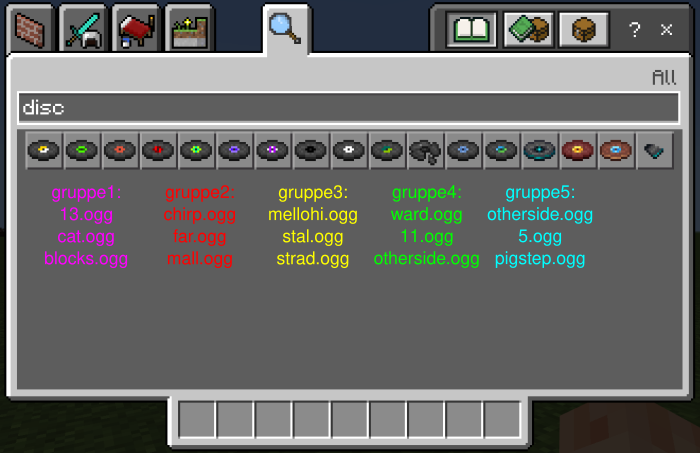 All
disc
gruppe1: gruppe2: gruppe3: gruppe4: gruppe5:
13.ogg chirp.ogg mellohi.ogg ward.ogg otherside.ogg
cat.ogg far.ogg stal.ogg 11.ogg 5.ogg
blocks.ogg mall.ogg strad.ogg otherside.ogg pigstep.ogg